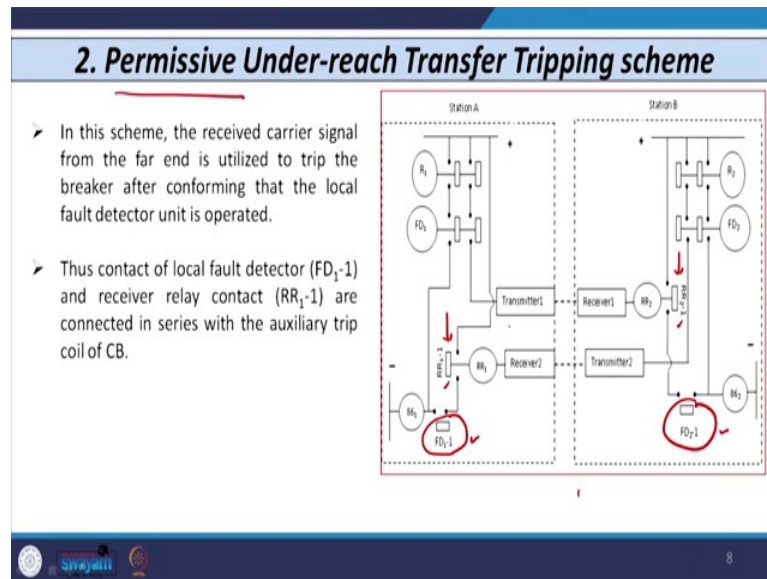 2. Permissive Under-reach Transfer Tripping scheme
➤ In this scheme, the received carrier signal
from the far end is utilized to trip the
breaker after conforming that the local
fault detector unit is operated.
➤ Thus contact of local fault detector (FD₁-1)
and receiver relay contact (RR₁-1) are
connected in series with the auxiliary trip
coil of CB.
Station A
Station B
+
+
R₁
R₂
FD₁
FD₂
Transmitter1
Receiver1
RR₂
RR₂-1
RR₁-1
RR₁
Receiver2
Transmitter2
-
-
86₁
86₂
FD₁-1
FD₂-1
swayam
8